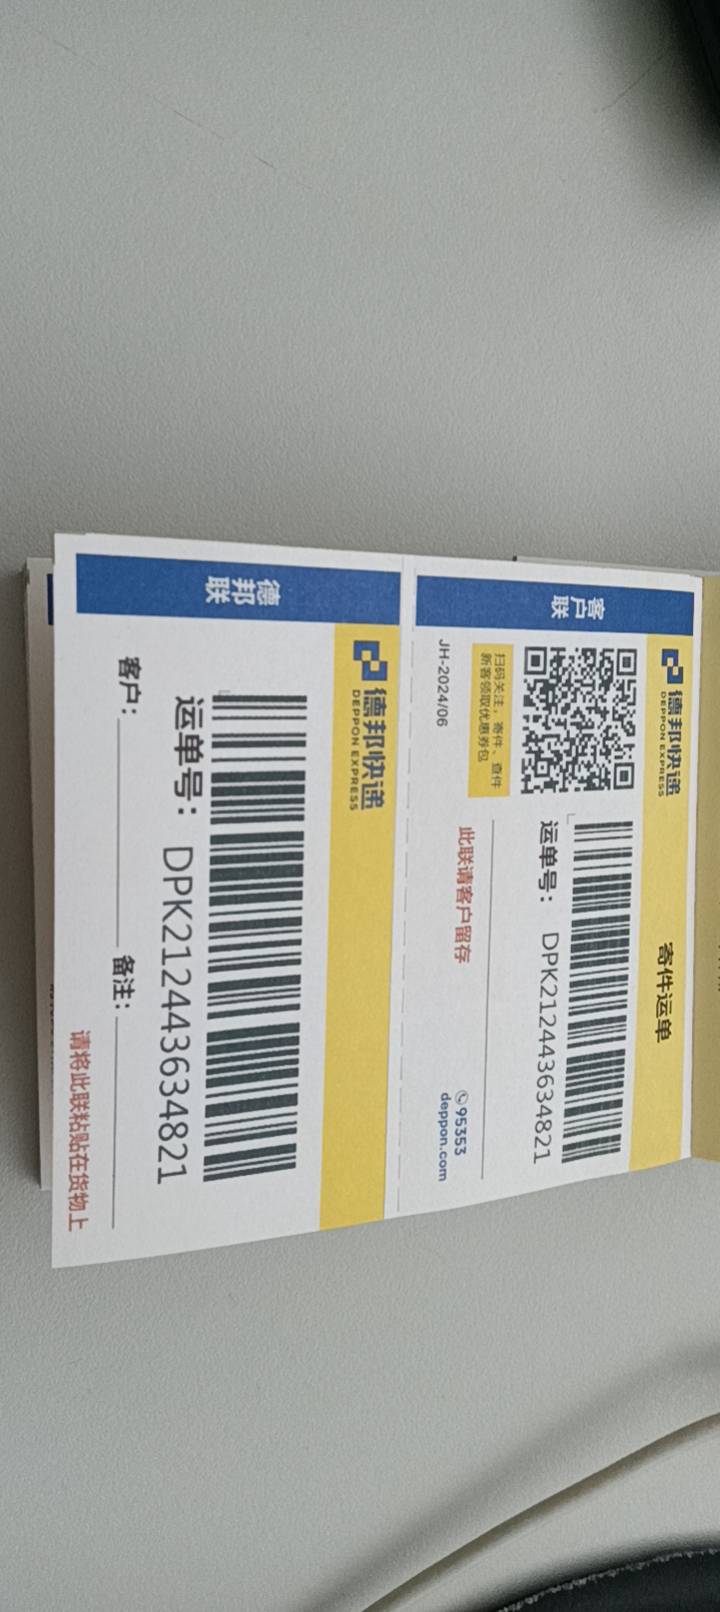 客户联
德邦快递
DEPPON EXPRESS
寄件运单
扫码关注，寄件、查件
新客领取优惠券包
JH-2024/06
运单号： DPK212443634821
此联请客户留存
95353
deppon.com
德邦联
德邦快递
DEPPON EXPRESS
运单号： DPK212443634821
客户： 备注：
请将此联粘贴在货物上